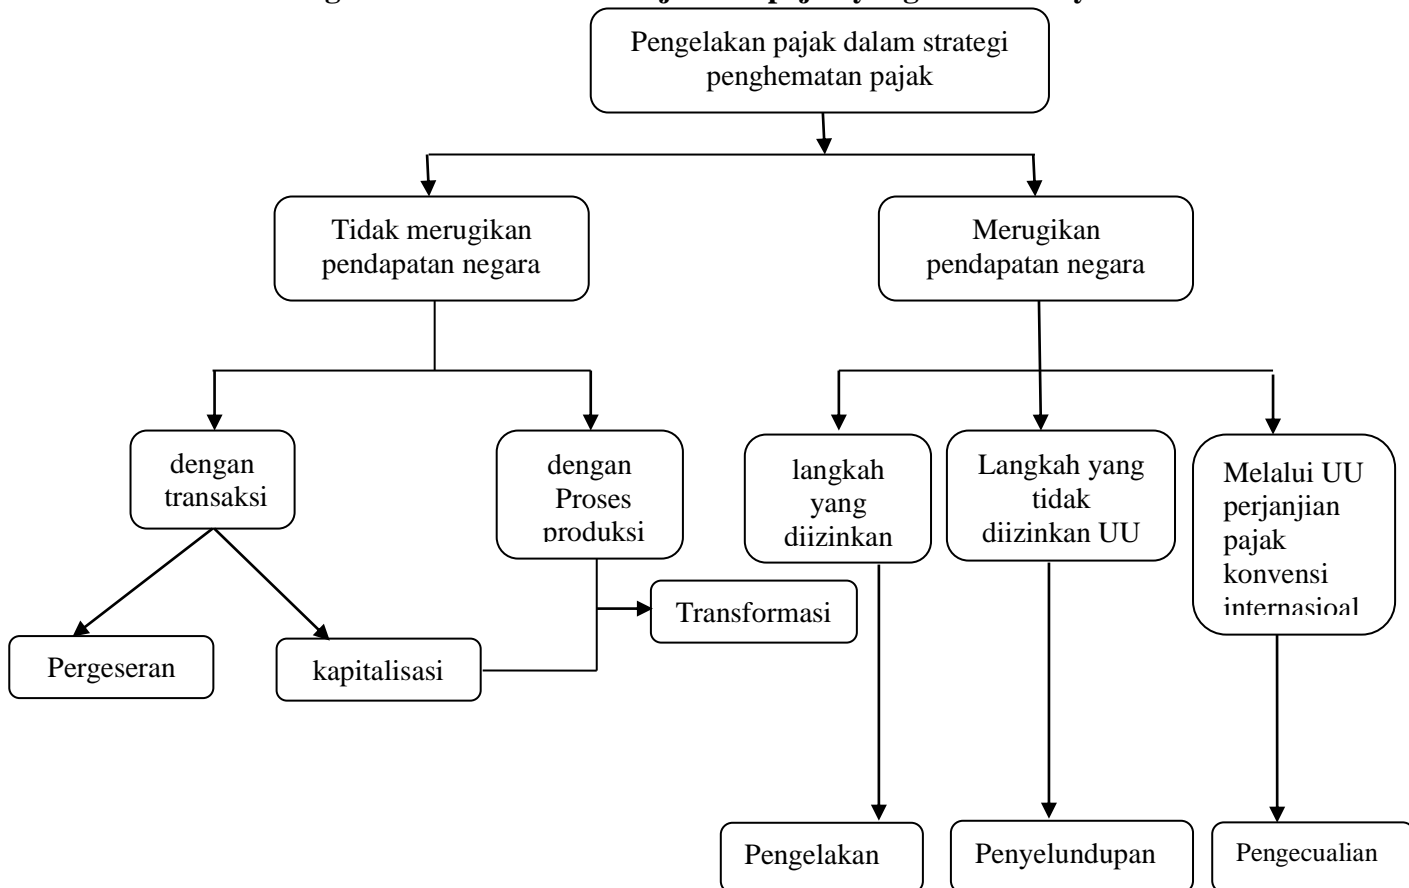 Pengelakan pajak dalam strategi
penghematan pajak
Tidak merugikan
pendapatan negara
Merugikan
pendapatan negara
dengan
transaksi
dengan
Proses
produksi
langkah
yang
diizinkan
Langkah yang
tidak
diizinkan UU
Melalui UU
perjanjian
pajak
konvensi
internasioal
Transformasi
Pergeseran
kapitalisasi
Pengelakan
Penyelundupan
Pengecualian